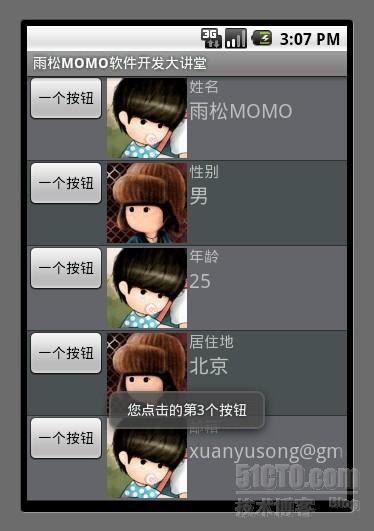 3G
3:07 PM
雨松MOMO软件开发大讲堂
一个按钮
姓名
雨松MOMO
一个按钮
性别
男
一个按钮
年龄
25
一个按钮
居住地
北京
您点击的第3个按钮
一个按钮
邮箱
xuanyusong@gm
51CTO.com
技术博客 Blog